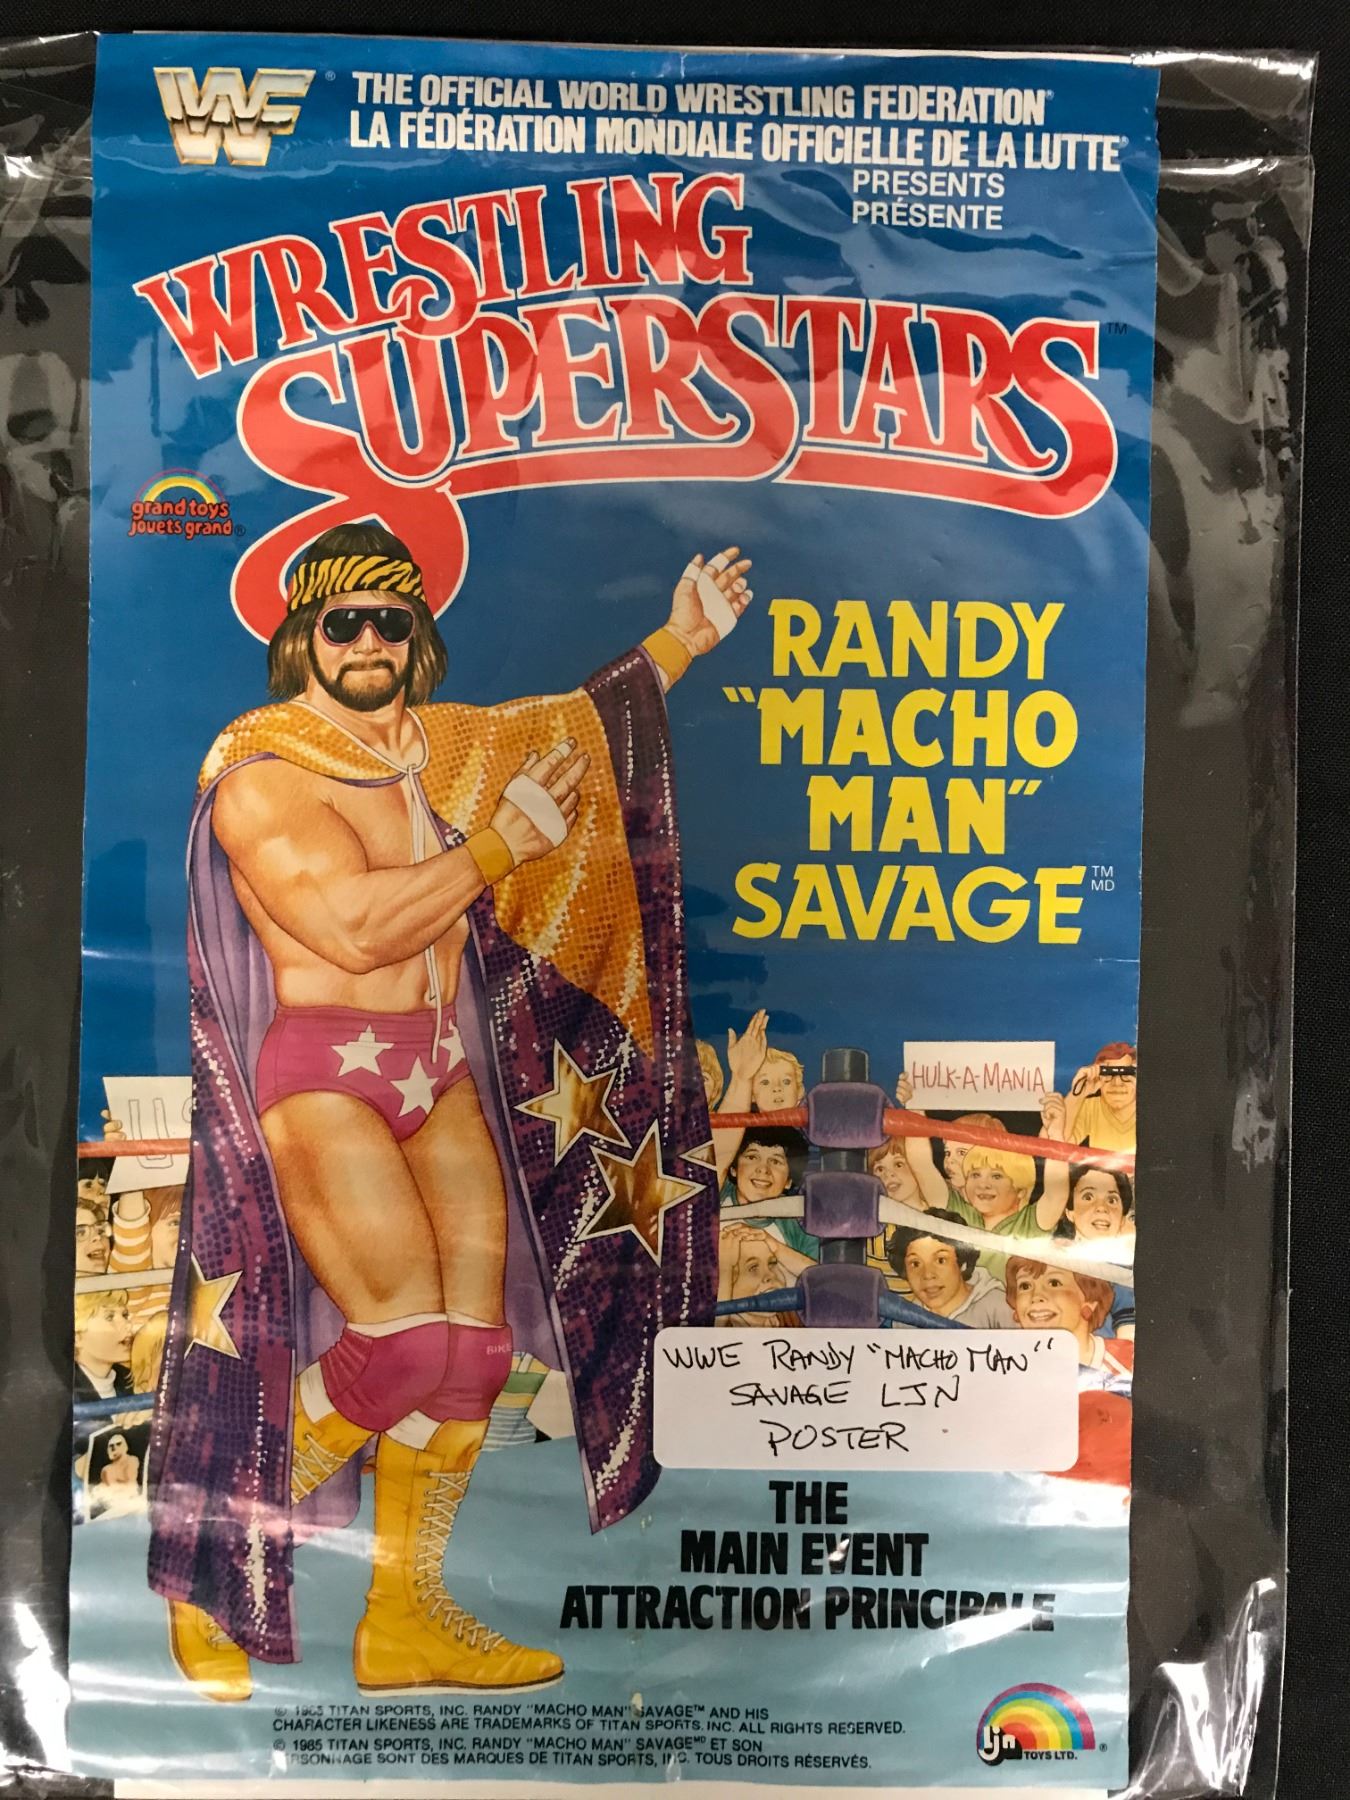 WF
®
THE OFFICIAL WORLD WRESTLING FEDERATION®
LA FÉDÉRATION MONDIALE OFFICIELLE DE LA LUTTE®
PRESENTS
PRÉSENTE
WRESTLING
SUPERSTARS™
grand toys
jouets grand®
RANDY
"MACHO
MAN"
SAVAGE™
MD
HULK-A-MANIA
US
BIKE
WWE RANDY "MACHO MAN"
SAVAGE LJN
POSTER
THE
MAIN EVENT
ATTRACTION PRINCIPALE
© 1985 TITAN SPORTS, INC. RANDY "MACHO MAN" SAVAGE™ AND HIS
CHARACTER LIKENESS ARE TRADEMARKS OF TITAN SPORTS, INC. ALL RIGHTS RESERVED.
© 1985 TITAN SPORTS, INC. RANDY "MACHO MAN" SAVAGE MD ET SON
PERSONNAGE SONT DES MARQUES DE TITAN SPORTS, INC. TOUS DROITS RÉSERVÉS.
ljn
TOYS LTD.
®